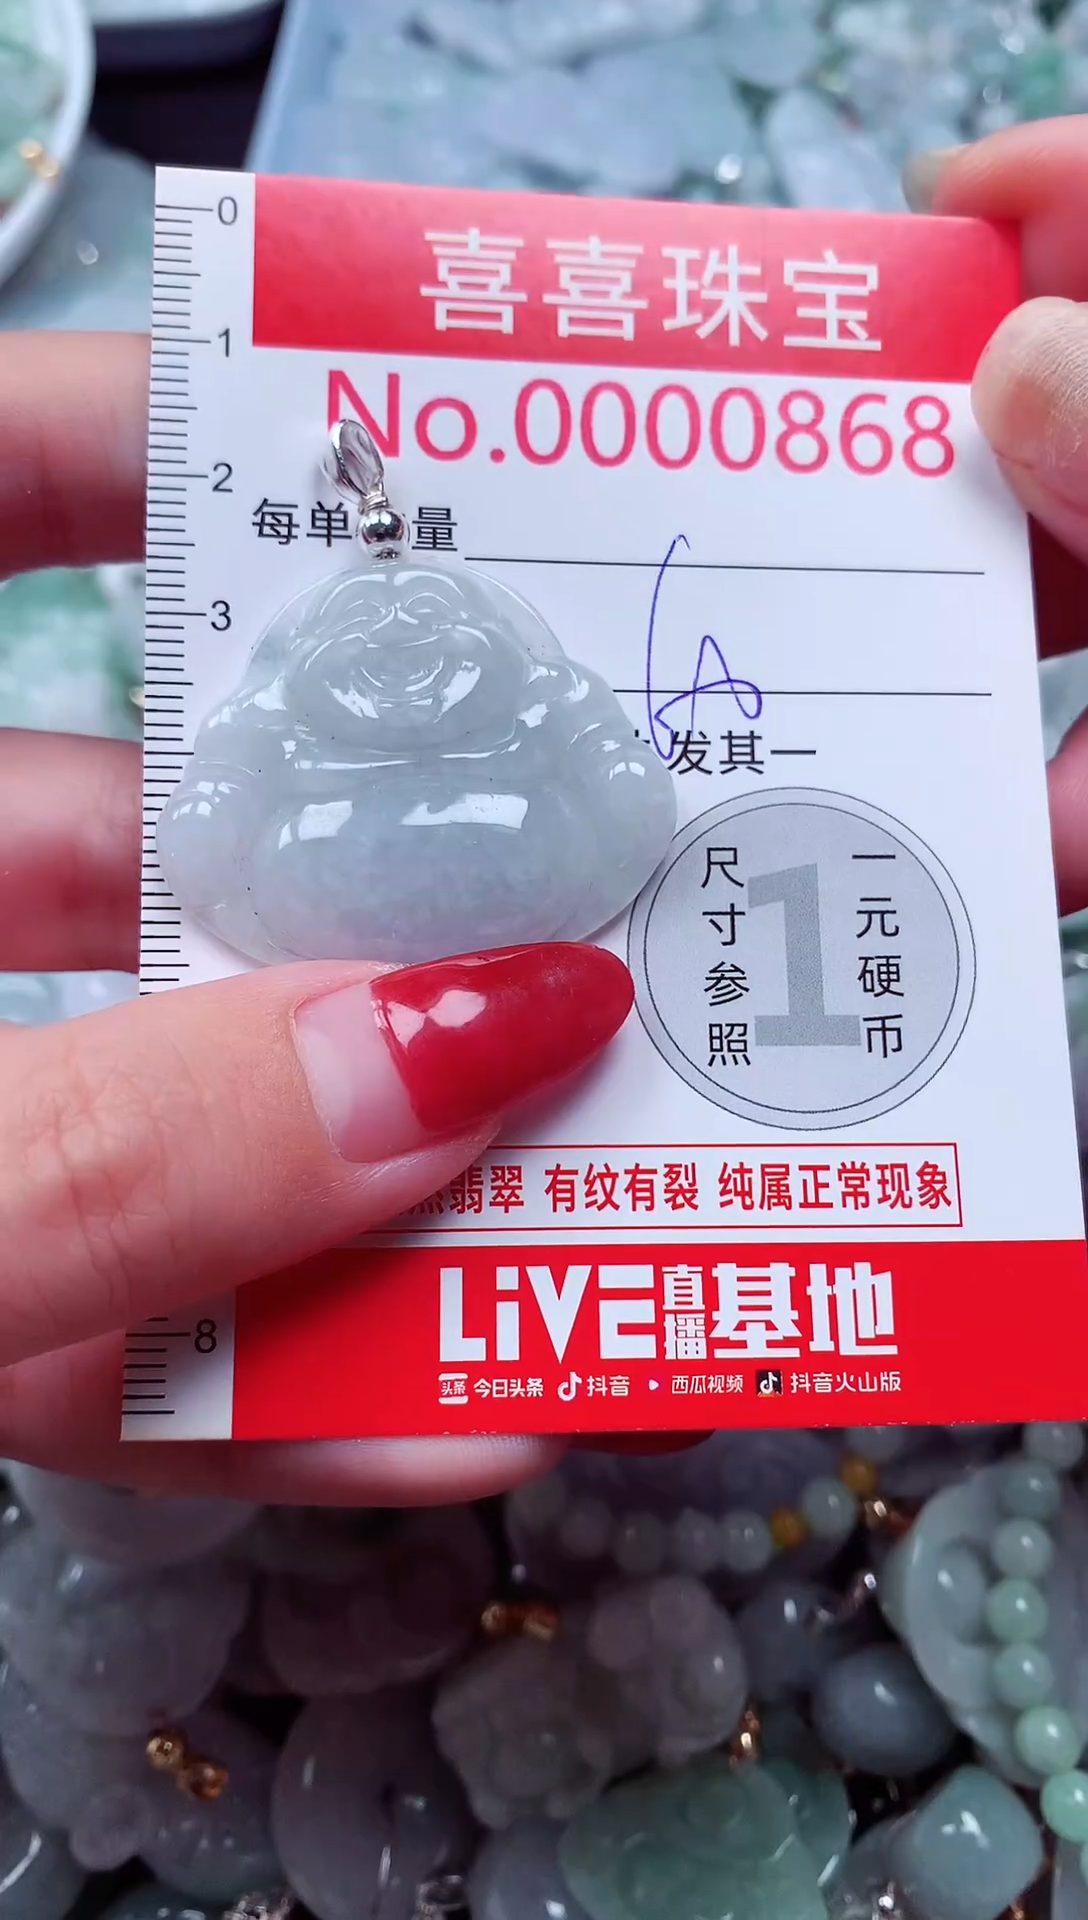 0
喜喜珠宝
1
No.0000868
2
每单 量
3
发其一
尺寸参照
1
一元硬币
翡翠 有纹有裂 纯属正常现象
LiVE直播基地
8
头条 今日头条 抖音 • 西瓜视频 抖音火山版